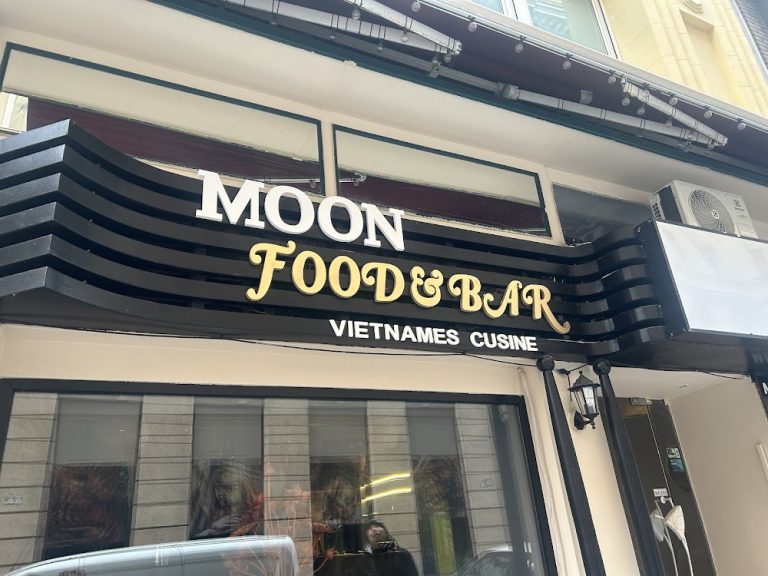 MOON
FOOD & BAR
VIETNAMES CUSINE